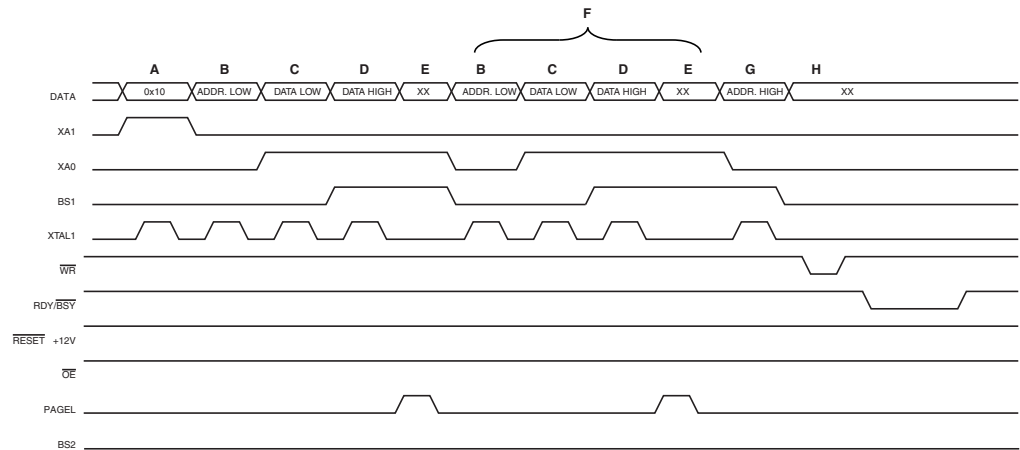 F
A B C D E B C D E G H
DATA 0x10 ADDR. LOW DATA LOW DATA HIGH XX ADDR. LOW DATA LOW DATA HIGH XX ADDR. HIGH XX
XA1
XA0
BS1
XTAL1
WR
RDY/BSY
RESET +12V
OE
PAGEL
BS2